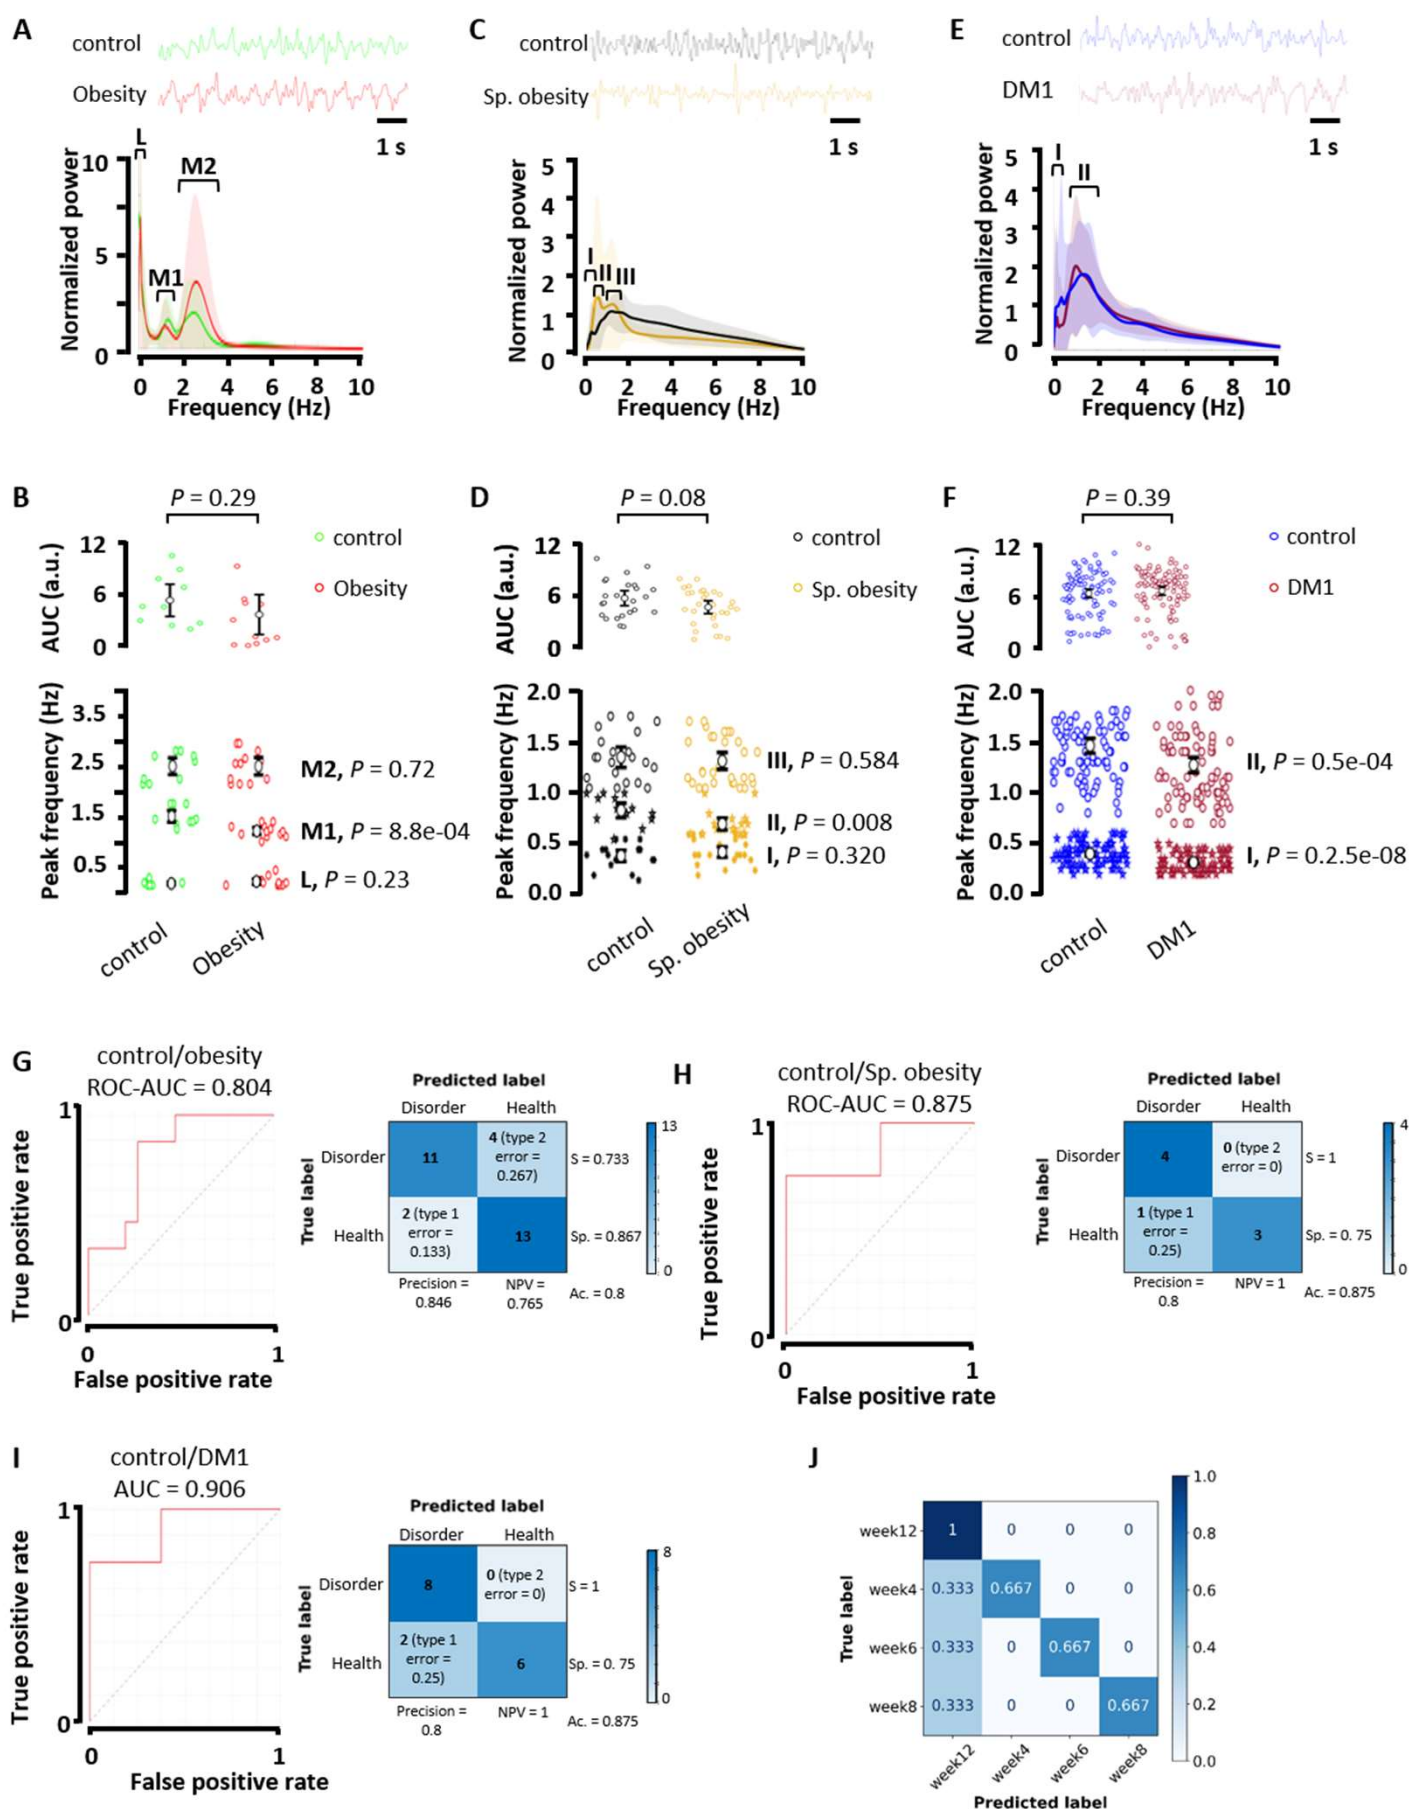 A
control
Obesity
1 s
L
M1
M2
Normalized power
10
5
0
0 2 4 6 8 10
Frequency (Hz)
C
control
Sp. obesity
1 s
I
II
III
Normalized power
5
4
3
2
1
0
0 2 4 6 8 10
Frequency (Hz)
E
control
DM1
1 s
I
II
Normalized power
5
4
3
2
1
0
0 2 4 6 8 10
Frequency (Hz)
B
P = 0.29
control
Obesity
AUC (a.u.)
12
6
0
Peak frequency (Hz)
3.5
2.5
1.5
0.5
M2, P = 0.72
M1, P = 8.8e-04
L, P = 0.23
control
Obesity
D
P = 0.08
control
Sp. obesity
AUC (a.u.)
12
6
0
Peak frequency (Hz)
2.0
1.5
1.0
0.5
0.0
III, P = 0.584
II, P = 0.008
I, P = 0.320
control
Sp. obesity
F
P = 0.39
control
DM1
AUC (a.u.)
12
6
0
Peak frequency (Hz)
2.0
1.5
1.0
0.5
0.0
II, P = 0.5e-04
I, P = 0.2.5e-08
control
DM1
G
control/obesity
ROC-AUC = 0.804
True positive rate
1
0
0 1
False positive rate
Predicted label
Disorder Health
True label
Disorder
11
4 (type 2
error =
0.267)
S = 0.733
Health
2 (type 1
error =
0.133)
13
Sp. = 0.867
Precision =
0.846
NPV =
0.765
Ac. = 0.8
13
0
H
control/Sp. obesity
ROC-AUC = 0.875
True positive rate
1
0
0 1
False positive rate
Predicted label
Disorder Health
True label
Disorder
4
0 (type 2
error = 0)
S = 1
Health
1 (type 1
error =
0.25)
3
Sp. = 0. 75
Precision =
0.8
NPV = 1
Ac. = 0.875
4
0
I
control/DM1
AUC = 0.906
True positive rate
1
0
0 1
False positive rate
Predicted label
Disorder Health
True label
Disorder
8
0 (type 2
error = 0)
S = 1
Health
2 (type 1
error =
0.25)
6
Sp. = 0. 75
Precision =
0.8
NPV = 1
Ac. = 0.875
8
0
J
True label
week12 1 0 0 0
week4 0.333 0.667 0 0
week6 0.333 0 0.667 0
week8 0.333 0 0 0.667
week12 week4 week6 week8
Predicted label
1.0
0.8
0.6
0.4
0.2
0.0